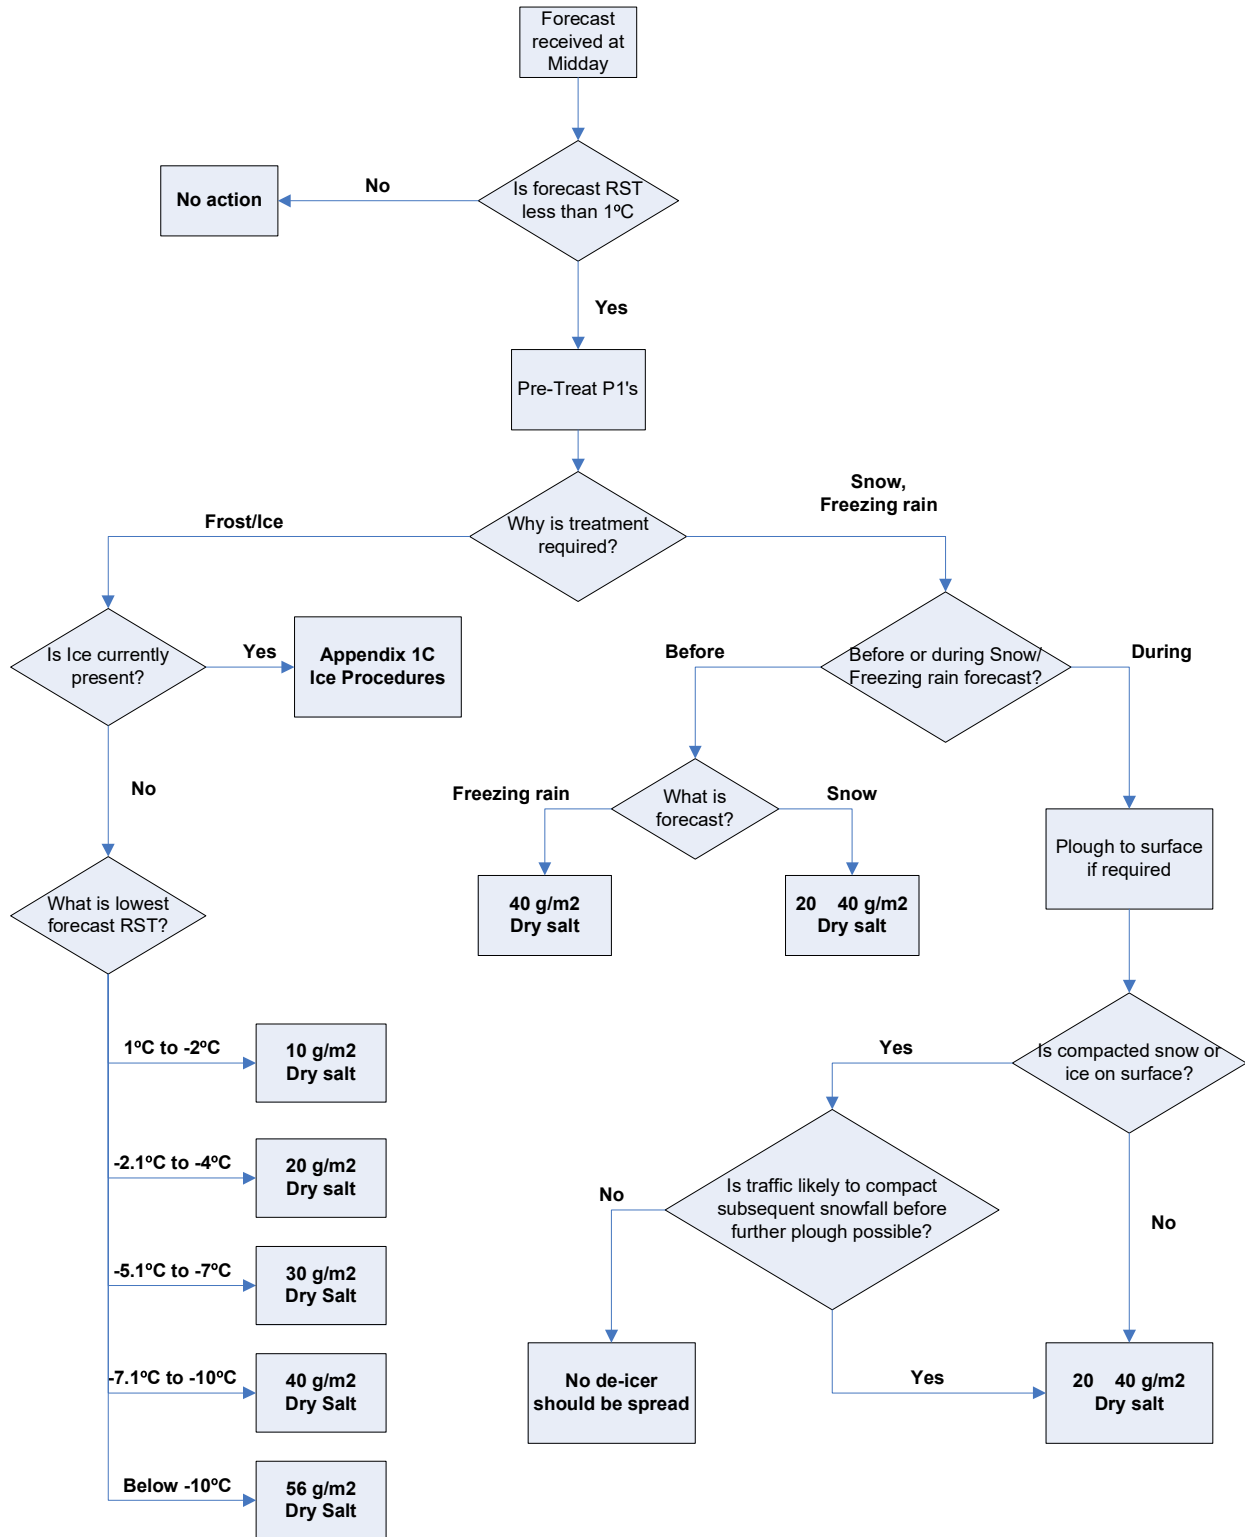 Forecast
received at
Midday
Is forecast RST
less than 1ºC
No
No action
Yes
Pre-Treat P1's
Why is treatment
required?
Frost/Ice
Snow,
Freezing rain
Is Ice currently
present?
Yes
Appendix 1C
Ice Procedures
No
Before or during Snow/
Freezing rain forecast?
Before
During
What is
forecast?
Freezing rain
Snow
40 g/m2
Dry salt
20 40 g/m2
Dry salt
Plough to surface
if required
What is lowest
forecast RST?
1ºC to -2ºC
10 g/m2
Dry salt
-2.1ºC to -4ºC
20 g/m2
Dry salt
-5.1ºC to -7ºC
30 g/m2
Dry Salt
-7.1ºC to -10ºC
40 g/m2
Dry Salt
Below -10ºC
56 g/m2
Dry Salt
Is compacted snow or
ice on surface?
Yes
No
Is traffic likely to compact
subsequent snowfall before
further plough possible?
No
No de-icer
should be spread
Yes
20 40 g/m2
Dry salt